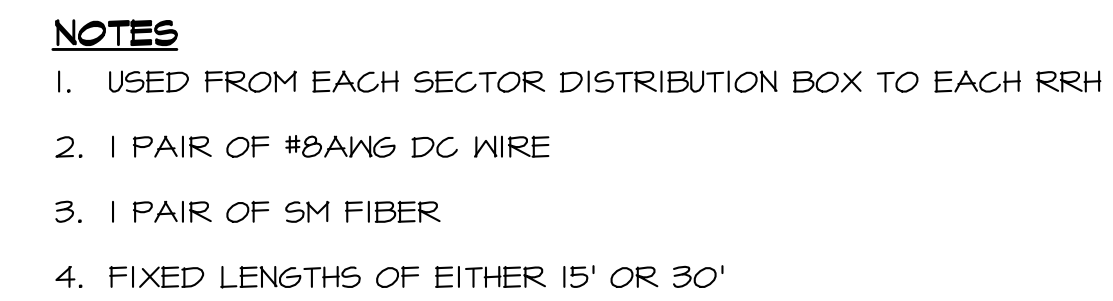 NOTES
1. USED FROM EACH SECTOR DISTRIBUTION BOX TO EACH RRH
2. 1 PAIR OF #8AWG DC WIRE
3. 1 PAIR OF SM FIBER
4. FIXED LENGTHS OF EITHER 15' OR 30'